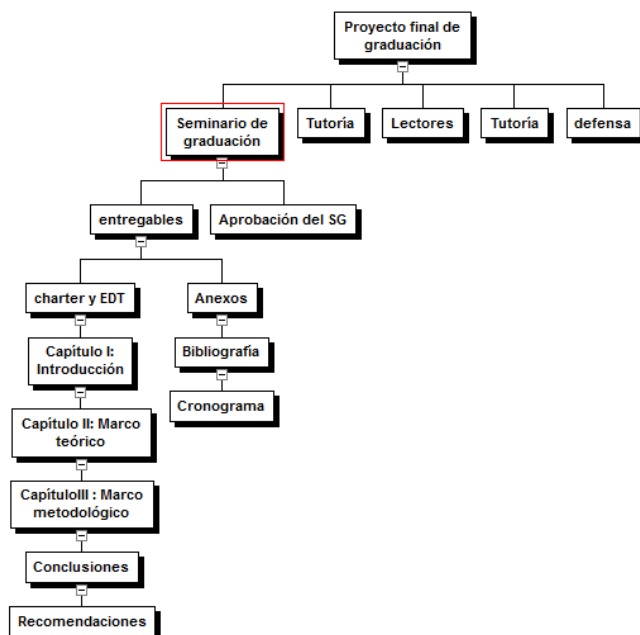 Proyecto final de
graduación
Seminario de
graduación
Tutoría
Lectores
Tutoría
defensa
entregables
Aprobación del SG
charter y EDT
Anexos
Capítulo I:
Introducción
Bibliografía
Cronograma
Capítulo II: Marco
teórico
CapítuloIII : Marco
metodológico
Conclusiones
Recomendaciones